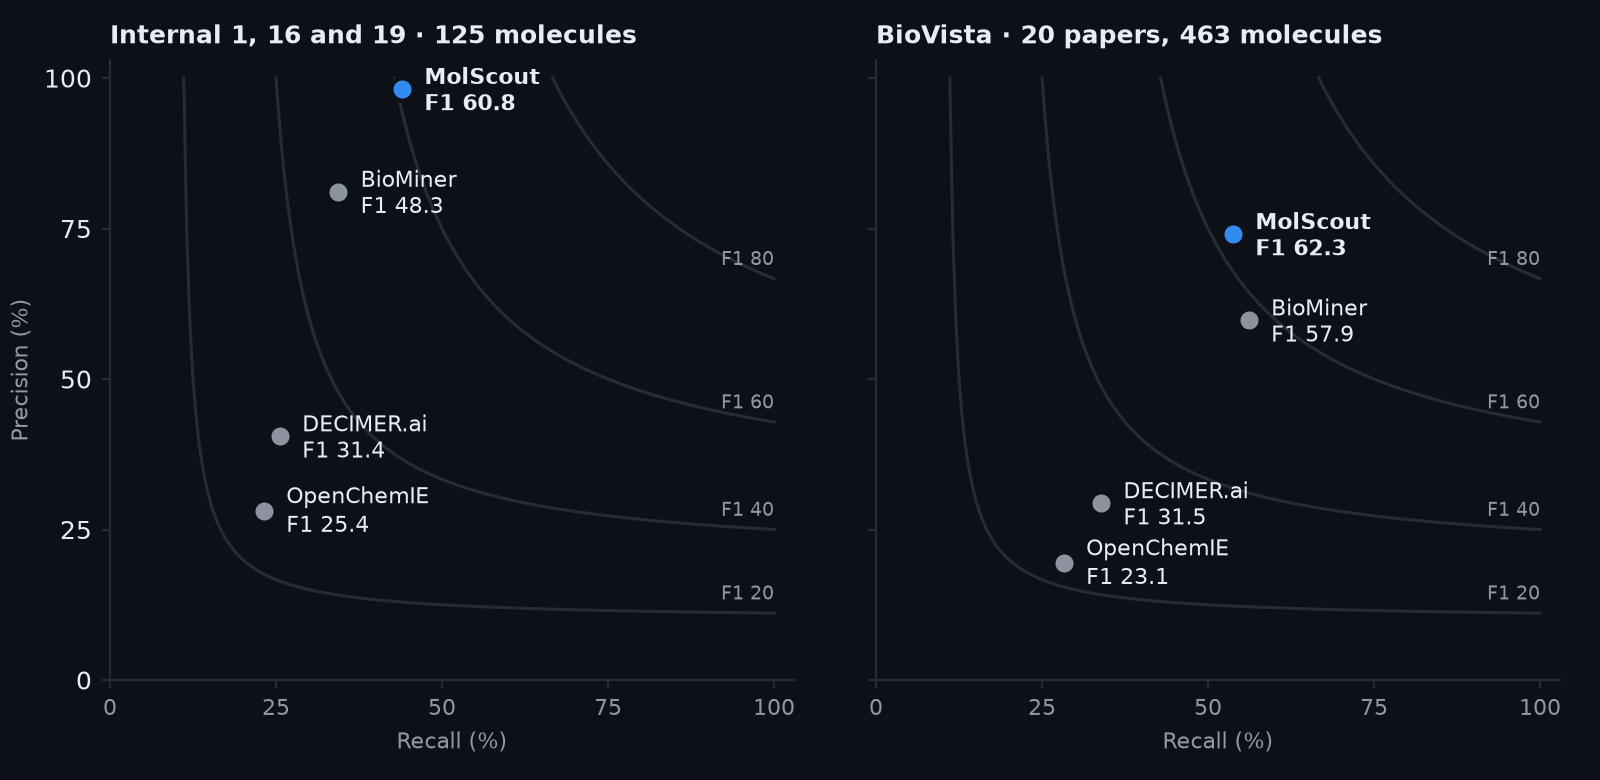 Internal 1, 16 and 19 · 125 molecules
MolScout
F1 60.8
BioMiner
F1 48.3
DECIMER.ai
F1 31.4
OpenChemIE
F1 25.4
F1 80
F1 60
F1 40
F1 20
100
75
50
25
0
Precision (%)
0 25 50 75 100
Recall (%)
BioVista · 20 papers, 463 molecules
MolScout
F1 62.3
BioMiner
F1 57.9
DECIMER.ai
F1 31.5
OpenChemIE
F1 23.1
F1 80
F1 60
F1 40
F1 20
0 25 50 75 100
Recall (%)